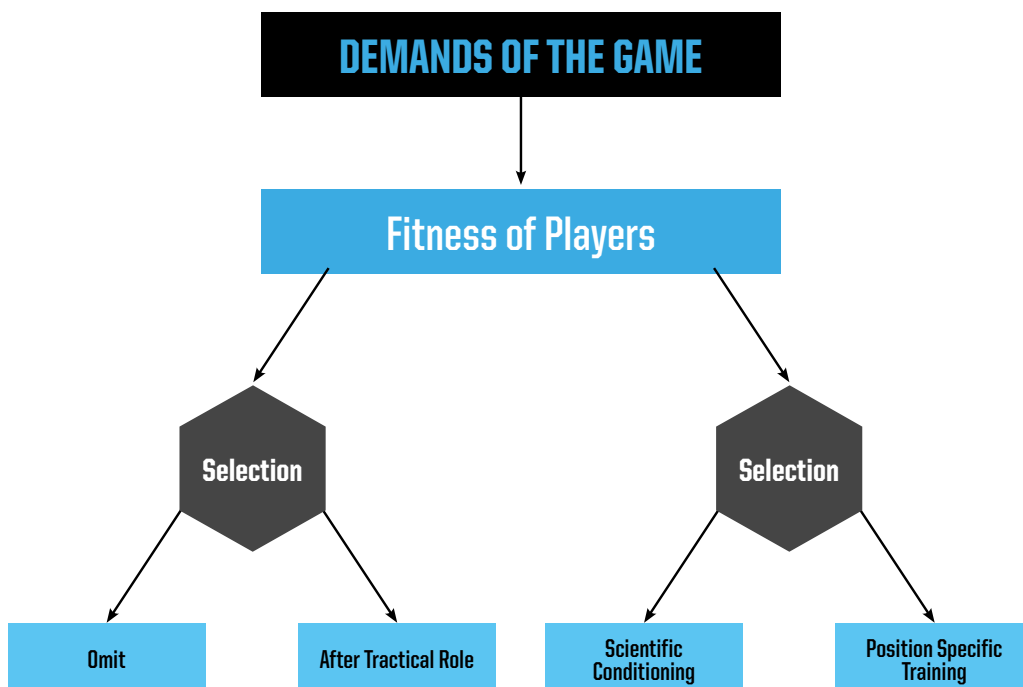 DEMANDS OF THE GAME
Fitness of Players
Selection
Selection
Omit
After Tractical Role
Scientific
Conditioning
Position Specific
Training